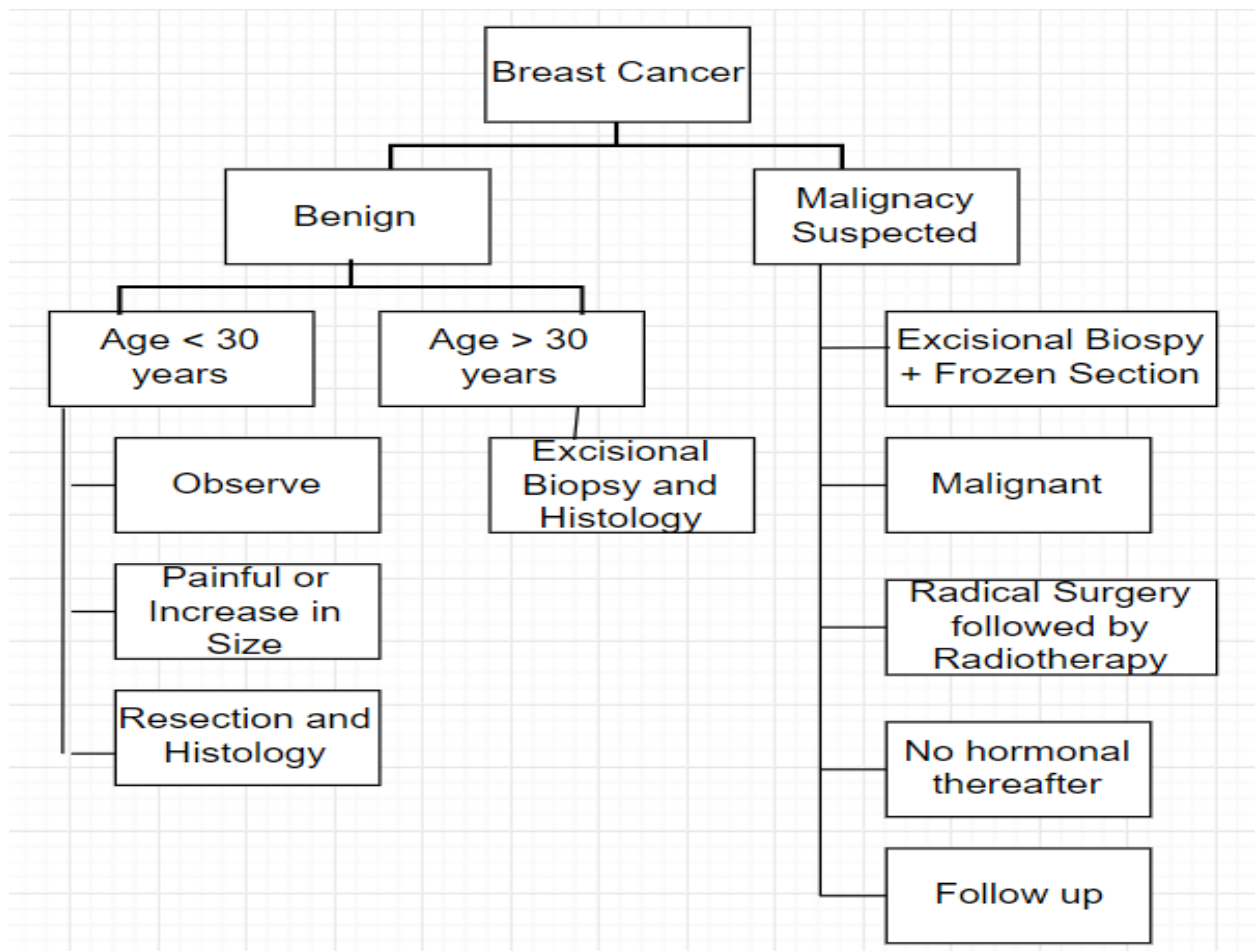 Breast Cancer
Benign
Malignacy
Suspected
Age < 30
years
Age > 30
years
Observe
Painful or
Increase in
Size
Resection and
Histology
Excisional
Biopsy and
Histology
Excisional Biospy
+ Frozen Section
Malignant
Radical Surgery
followed by
Radiotherapy
No hormonal
thereafter
Follow up